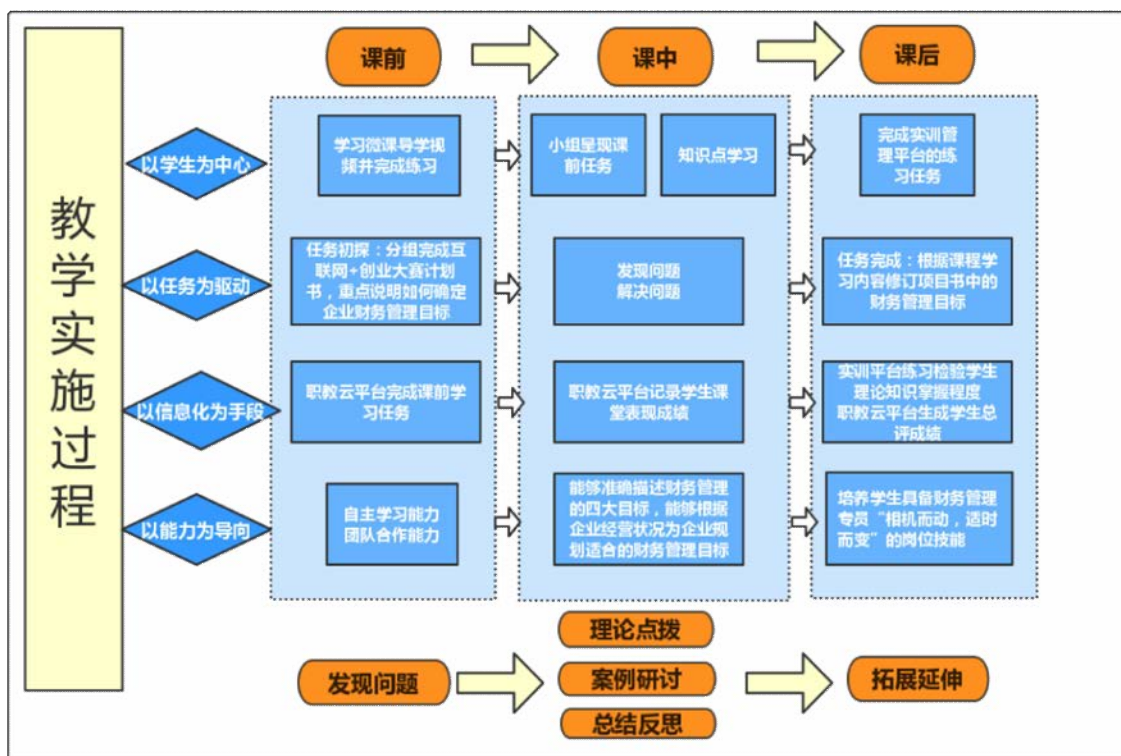 教学实施过程
课前
课中
课后
以学生为中心
学习微课导学视
频并完成练习
小组呈现课
前任务
知识点学习
完成实训管
理平台的练
习任务
以任务为驱动
任务初探：分组完成互
联网+创业大赛计划
书，重点说明如何确定
企业财务管理目标
发现问题
解决问题
任务完成：根据课程学
习内容修订项目书中的
财务管理目标
以信息化为手段
职教云平台完成课前学
习任务
职教云平台记录学生课
堂表现成绩
实训平台练习检验学生
理论知识掌握程度
职教云平台生成学生总
评成绩
以能力为导向
自主学习能力
团队合作能力
能够准确描述财务管理
的四大目标，能够根据
企业经营状况为企业规
划适合的财务管理目标
培养学生具备财务管理
专员“相机而动，适时
而变”的岗位技能
发现问题
理论点拨
案例研讨
总结反思
拓展延伸